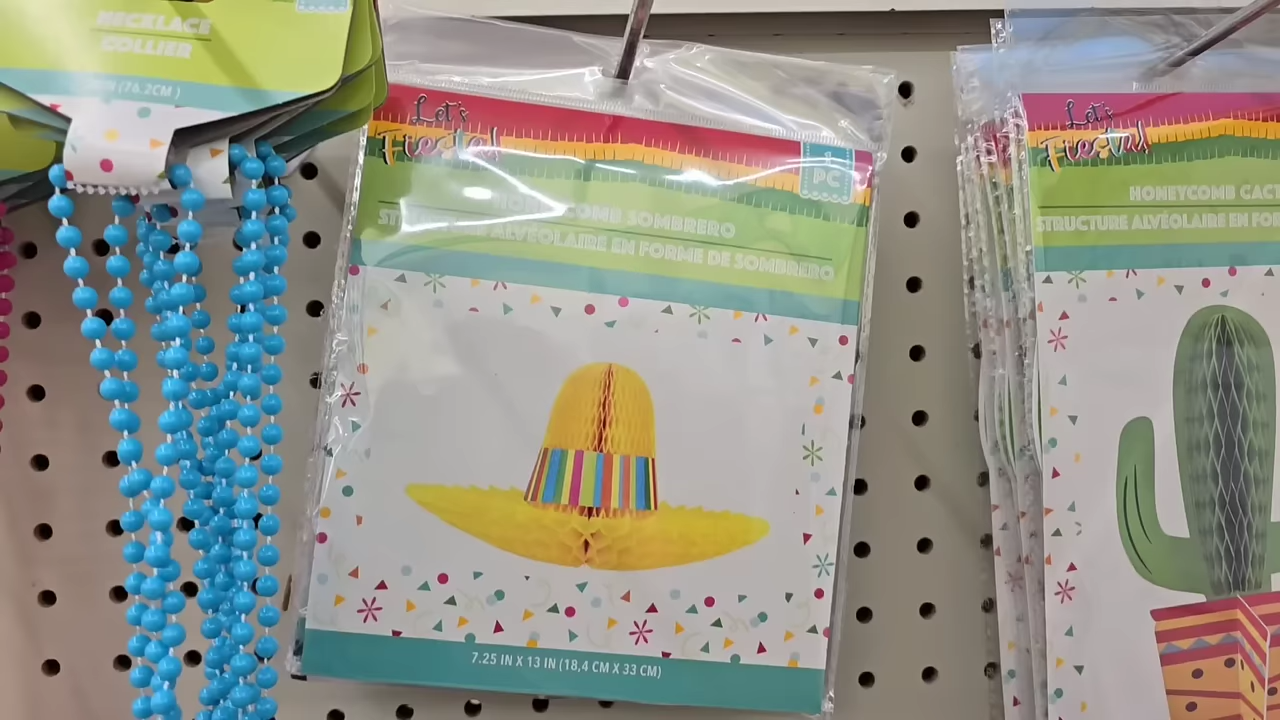 NECKLACE
COLLIER
(76.2CM)
Let's
Fiesta!
1
PC
HONEYCOMB SOMBRERO
STRUCTURE ALVÉOLAIRE EN FORME DE SOMBRERO
7.25 IN X 13 IN (18,4 CM X 33 CM)
Let's
Fiesta!
HONEYCOMB CACT
STRUCTURE ALVÉOLAIRE EN FO